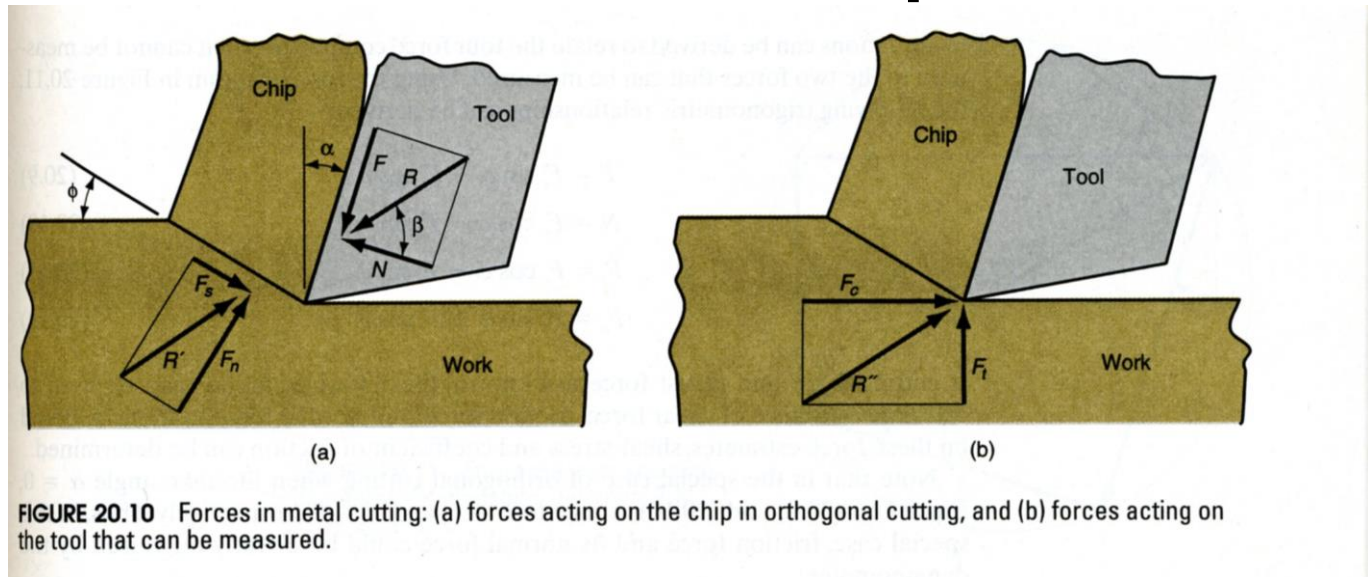 Chip
Tool
α
F
R
ϕ
β
N
Fs
R′
Fn
Work
(a)
Chip
Tool
Fc
R″
Ft
Work
(b)
FIGURE 20.10 Forces in metal cutting: (a) forces acting on the chip in orthogonal cutting, and (b) forces acting on
the tool that can be measured.